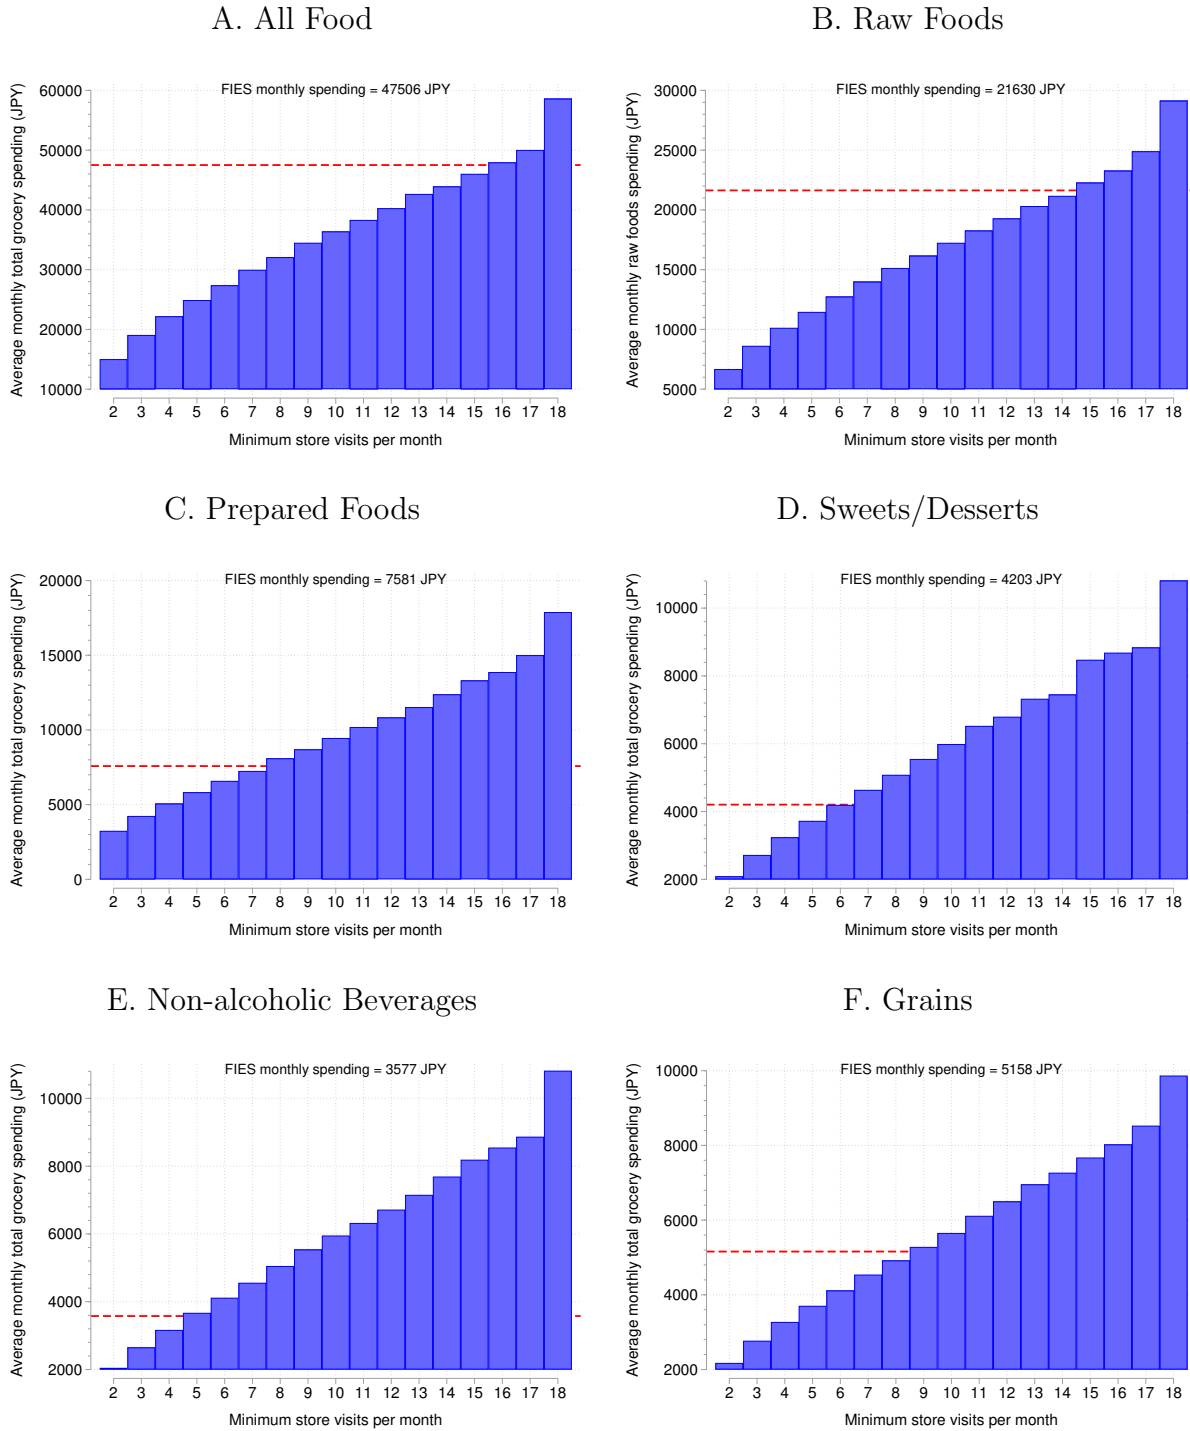 A. All Food
FIES monthly spending = 47506 JPY
Average monthly total grocery spending (JPY)
60000
50000
40000
30000
20000
10000
2 3 4 5 6 7 8 9 10 11 12 13 14 15 16 17 18
Minimum store visits per month
B. Raw Foods
FIES monthly spending = 21630 JPY
Average monthly raw foods spending (JPY)
30000
25000
20000
15000
10000
5000
2 3 4 5 6 7 8 9 10 11 12 13 14 15 16 17 18
Minimum store visits per month
C. Prepared Foods
FIES monthly spending = 7581 JPY
Average monthly total grocery spending (JPY)
20000
15000
10000
5000
0
2 3 4 5 6 7 8 9 10 11 12 13 14 15 16 17 18
Minimum store visits per month
D. Sweets/Desserts
FIES monthly spending = 4203 JPY
Average monthly total grocery spending (JPY)
10000
8000
6000
4000
2000
2 3 4 5 6 7 8 9 10 11 12 13 14 15 16 17 18
Minimum store visits per month
E. Non-alcoholic Beverages
FIES monthly spending = 3577 JPY
Average monthly total grocery spending (JPY)
10000
8000
6000
4000
2000
2 3 4 5 6 7 8 9 10 11 12 13 14 15 16 17 18
Minimum store visits per month
F. Grains
FIES monthly spending = 5158 JPY
Average monthly total grocery spending (JPY)
10000
8000
6000
4000
2000
2 3 4 5 6 7 8 9 10 11 12 13 14 15 16 17 18
Minimum store visits per month